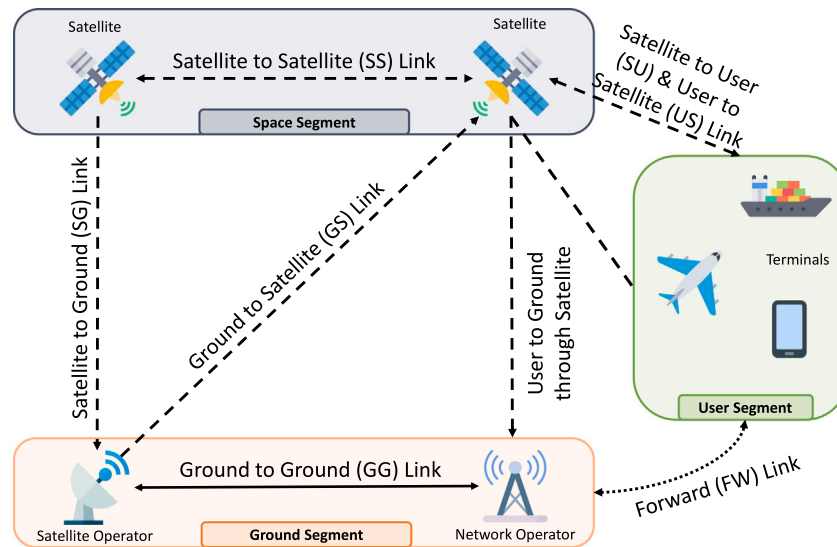 Satellite
Satellite
Satellite to Satellite (SS) Link
Space Segment
Satellite to User
(SU) & User to
Satellite (US) Link
Satellite to Ground (SG) Link
Ground to Satellite (GS) Link
User to Ground
through Satellite
Terminals
User Segment
Ground to Ground (GG) Link
Satellite Operator
Network Operator
Ground Segment
Forward (FW) Link